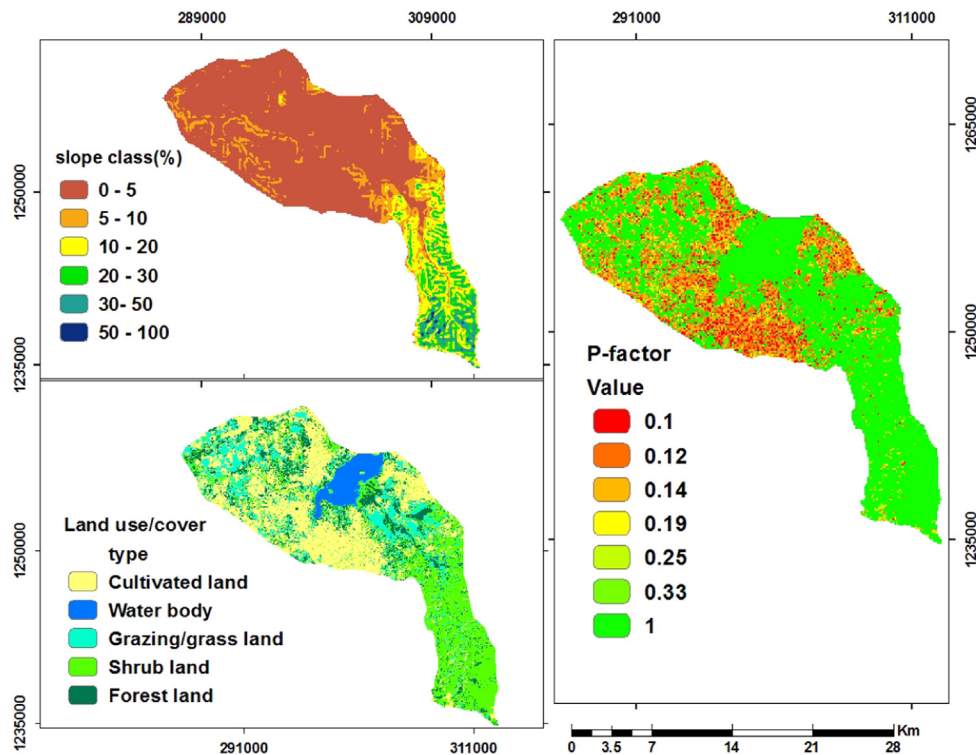 289000
309000
291000
311000
slope class(%)
0 - 5
5 - 10
10 - 20
20 - 30
30- 50
50 - 100
1250000
1235000
Land use/cover
type
Cultivated land
Water body
Grazing/grass land
Shrub land
Forest land
1250000
1235000
291000
311000
P-factor
Value
0.1
0.12
0.14
0.19
0.25
0.33
1
1265000
1250000
1235000
Km
0 3.5 7 14 21 28